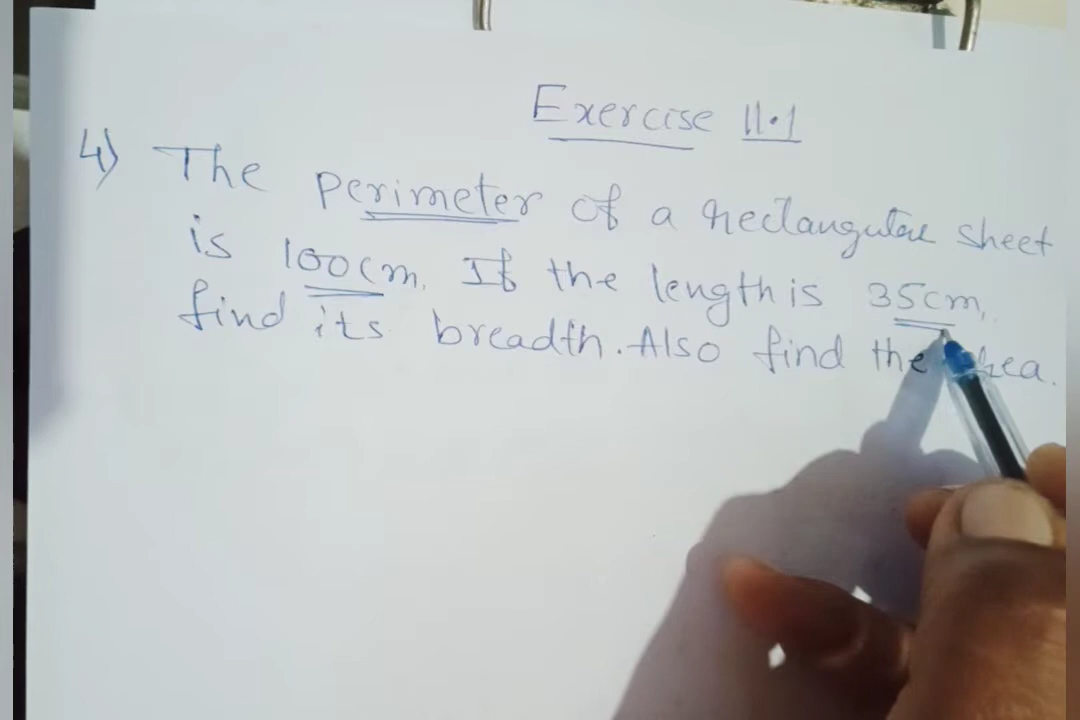 Exercise 11.1
4) The perimeter of a rectangular sheet
is 100cm. If the length is 35cm,
find its breadth. Also find the area.